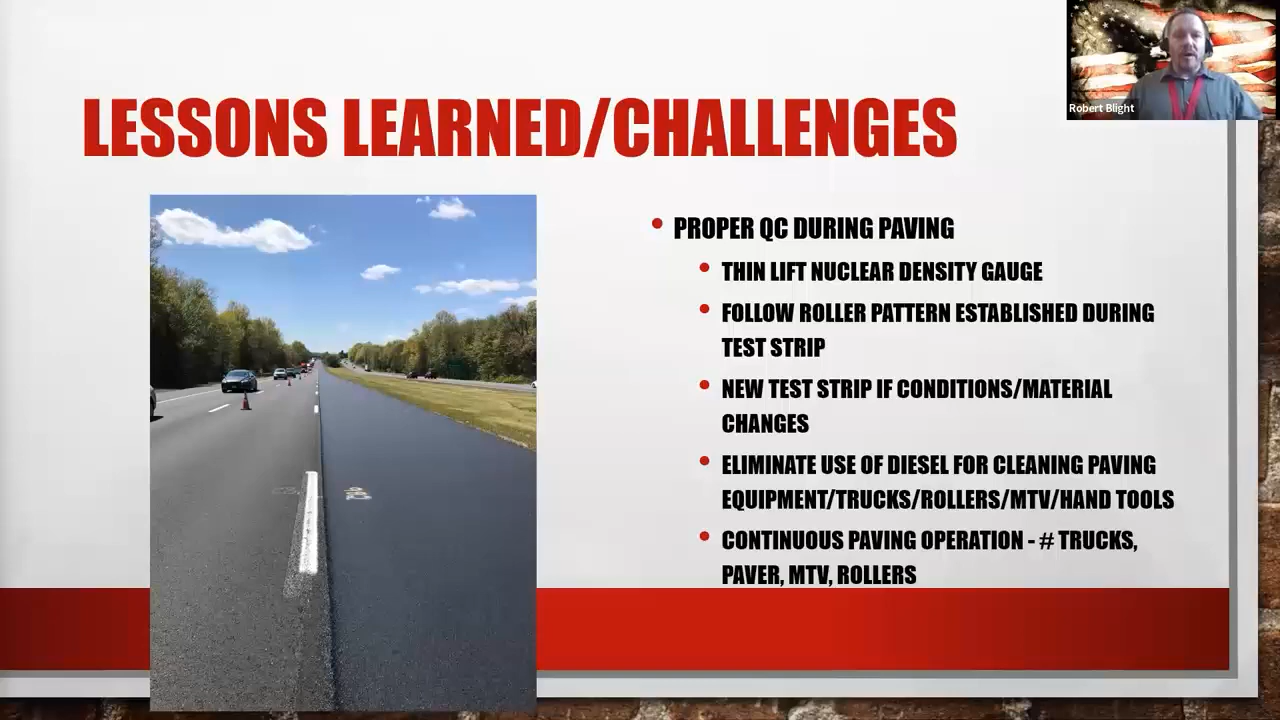 Robert Blight
LESSONS LEARNED/CHALLENGES
• PROPER QC DURING PAVING
• THIN LIFT NUCLEAR DENSITY GAUGE
• FOLLOW ROLLER PATTERN ESTABLISHED DURING
TEST STRIP
• NEW TEST STRIP IF CONDITIONS/MATERIAL
CHANGES
• ELIMINATE USE OF DIESEL FOR CLEANING PAVING
EQUIPMENT/TRUCKS/ROLLERS/MTV/HAND TOOLS
• CONTINUOUS PAVING OPERATION - # TRUCKS,
PAVER, MTV, ROLLERS